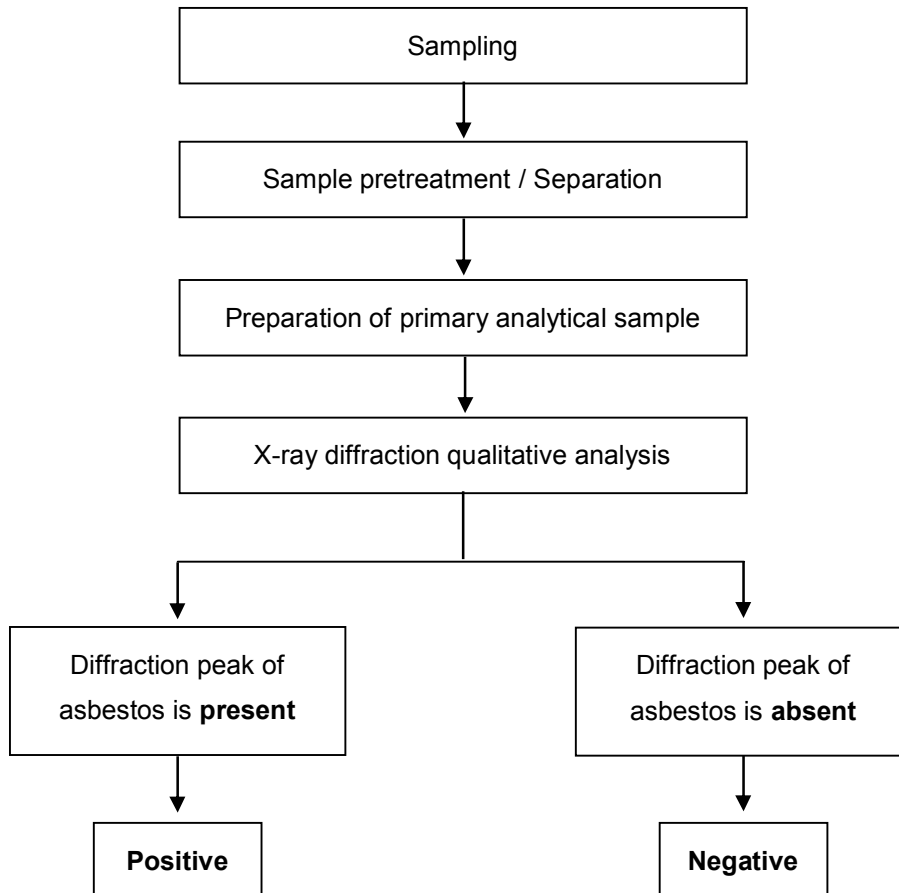 Sampling
Sample pretreatment / Separation
Preparation of primary analytical sample
X-ray diffraction qualitative analysis
Diffraction peak of
asbestos is present
Diffraction peak of
asbestos is absent
Positive
Negative